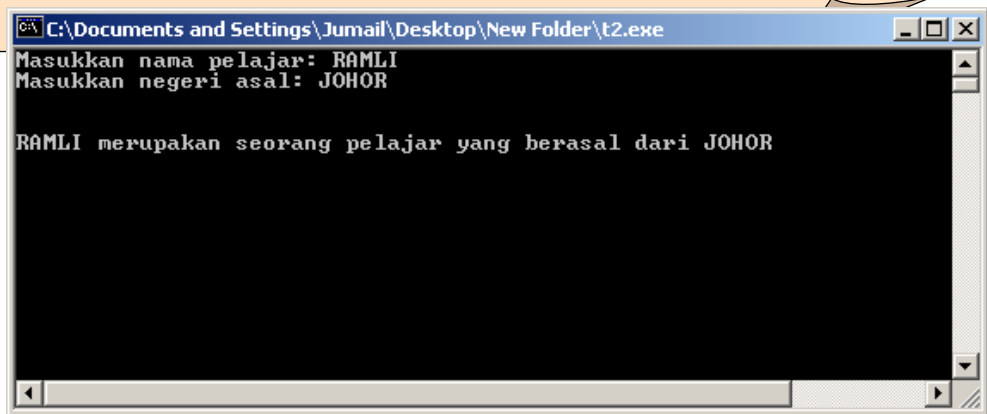 C:\Documents and Settings\Jumail\Desktop\New Folder\t2.exe
Masukkan nama pelajar: RAMLI
Masukkan negeri asal: JOHOR
RAMLI merupakan seorang pelajar yang berasal dari JOHOR